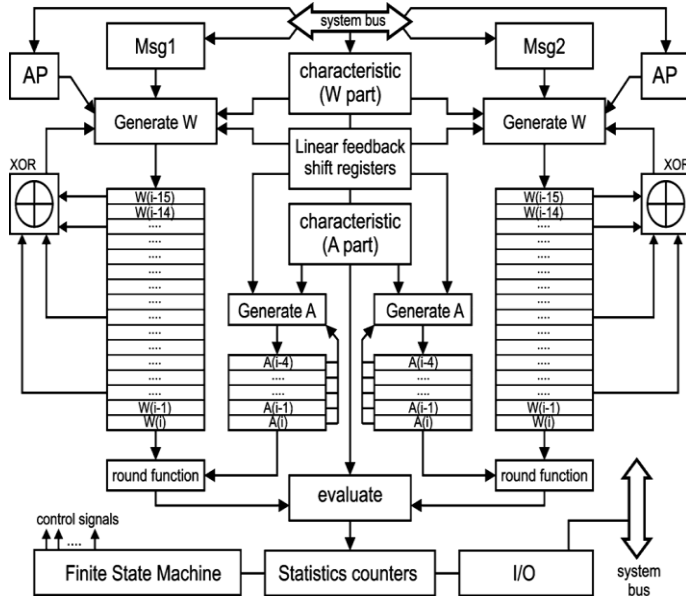 system bus
Msg1
Msg2
AP
characteristic
(W part)
AP
Generate W
Generate W
Linear feedback
shift registers
XOR
XOR
W(i-15)
W(i-14)
....
....
....
....
....
....
....
....
....
....
....
....
W(i-1)
W(i)
characteristic
(A part)
W(i-15)
W(i-14)
....
....
....
....
....
....
....
....
....
....
....
....
W(i-1)
W(i)
Generate A
Generate A
A(i-4)
....
....
A(i-1)
A(i)
A(i-4)
....
....
A(i-1)
A(i)
round function
round function
evaluate
control signals
....
Finite State Machine
Statistics counters
I/O
system
bus